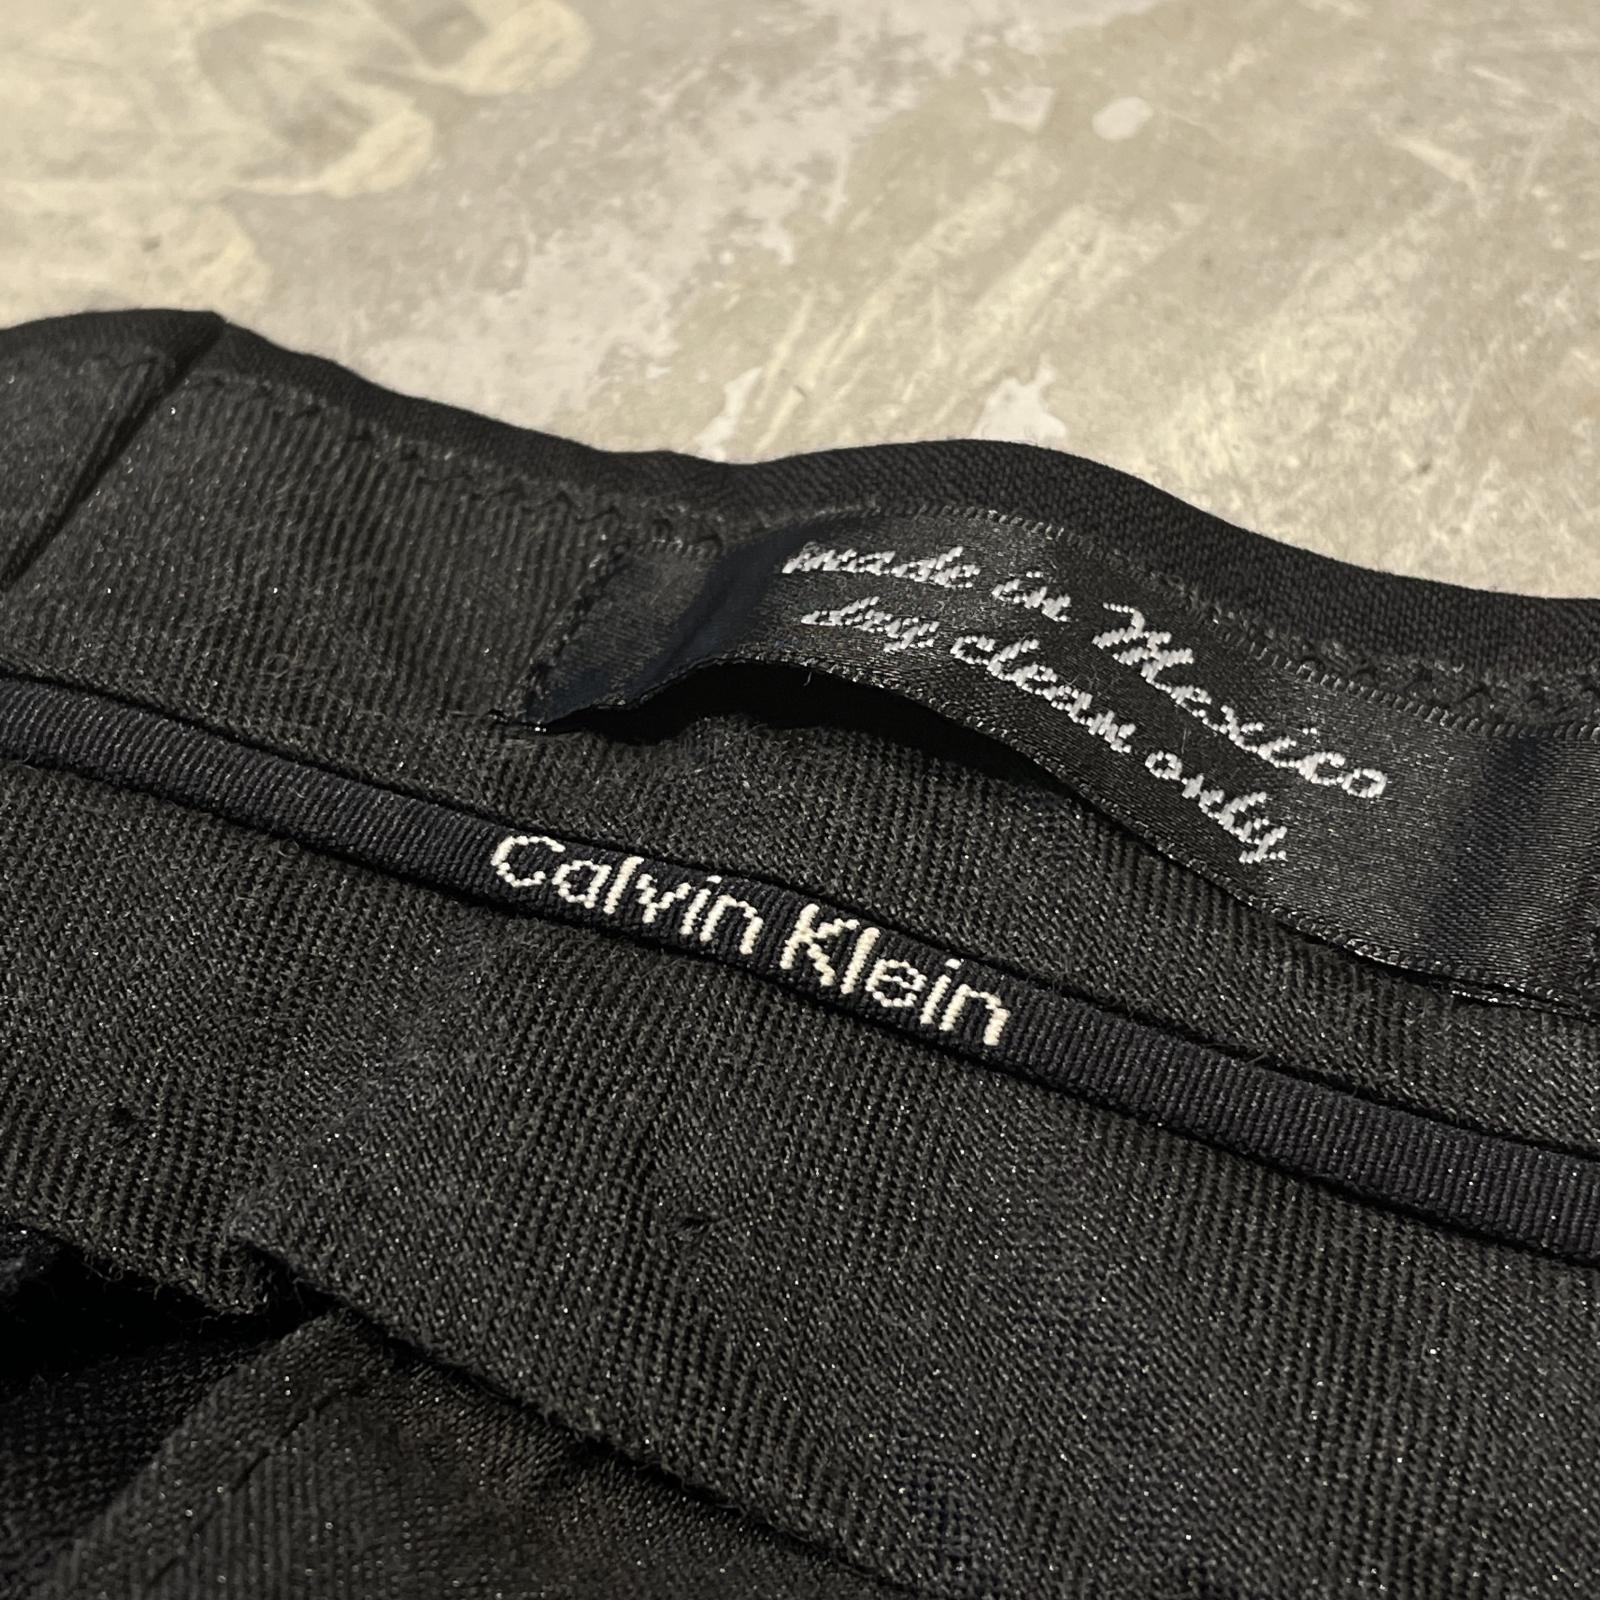 made in Mexico
dry clean only
Calvin Klein